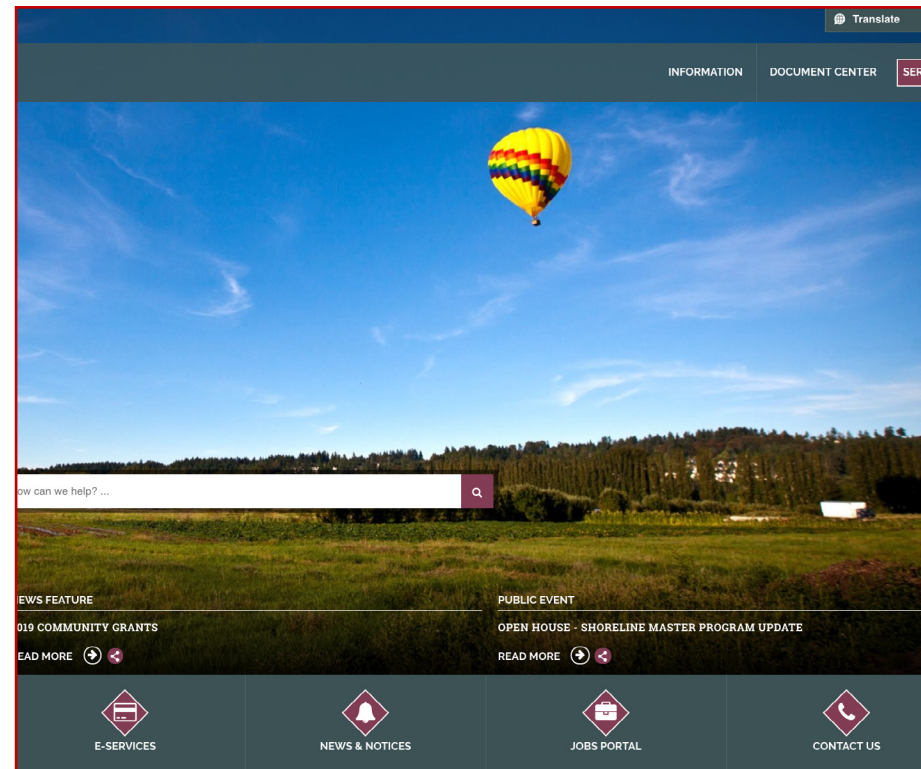 Translate
INFORMATION DOCUMENT CENTER SER
ow can we help? ...
EWS FEATURE
019 COMMUNITY GRANTS
EAD MORE
PUBLIC EVENT
OPEN HOUSE - SHORELINE MASTER PROGRAM UPDATE
READ MORE
E-SERVICES
NEWS & NOTICES
JOBS PORTAL
CONTACT US